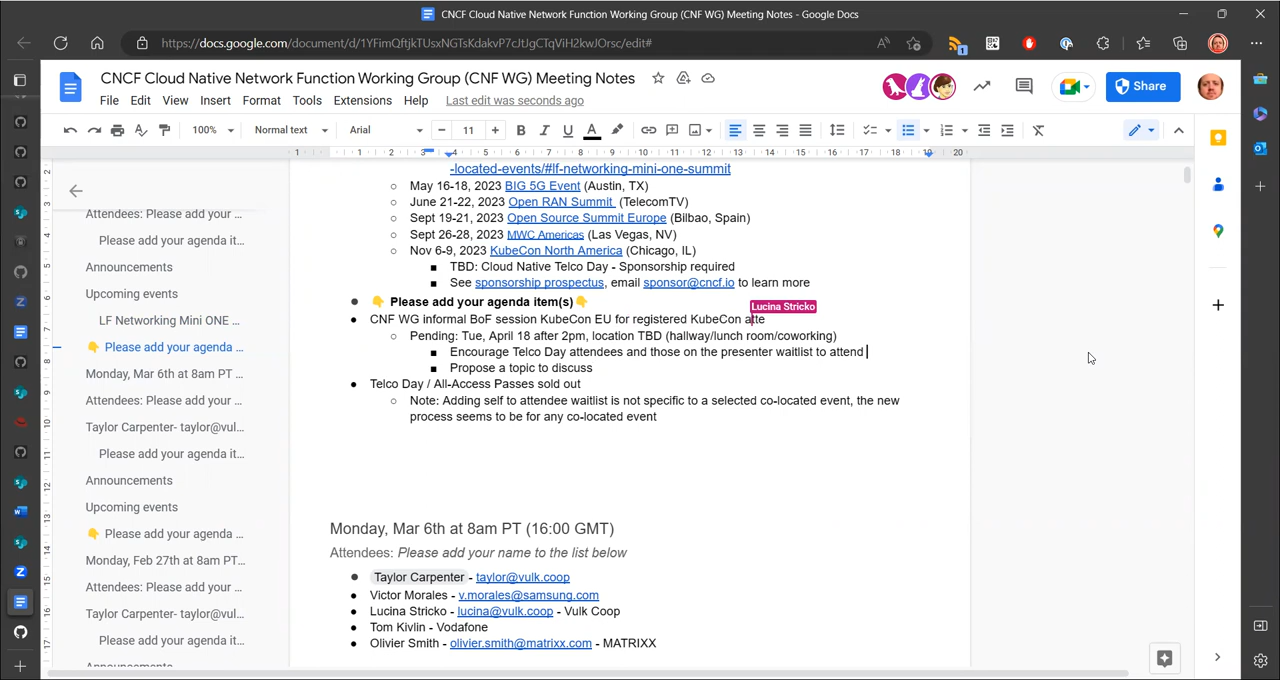 CNCF Cloud Native Network Function Working Group (CNF WG) Meeting Notes - Google Docs
https://docs.google.com/document/d/1YFimQftjkTUsxNGTsKdakvP7cJtJgCTqViH2kwJOrsc/edit#
CNCF Cloud Native Network Function Working Group (CNF WG) Meeting Notes
File Edit View Insert Format Tools Extensions Help Last edit was seconds ago
Share
100% Normal text Arial 11
Attendees: Please add your ...
Please add your agenda it...
Announcements
Upcoming events
LF Networking Mini ONE ...
👇 Please add your agenda ...
Monday, Mar 6th at 8am PT ...
Attendees: Please add your ...
Taylor Carpenter- taylor@vul...
Please add your agenda it...
Announcements
Upcoming events
👇 Please add your agenda ...
Monday, Feb 27th at 8am PT...
Attendees: Please add your ...
Taylor Carpenter- taylor@vul...
Please add your agenda it...
Announcements
-located-events/#lf-networking-mini-one-summit
○ May 16-18, 2023 BIG 5G Event (Austin, TX)
○ June 21-22, 2023 Open RAN Summit (TelecomTV)
○ Sept 19-21, 2023 Open Source Summit Europe (Bilbao, Spain)
○ Sept 26-28, 2023 MWC Americas (Las Vegas, NV)
○ Nov 6-9, 2023 KubeCon North America (Chicago, IL)
■ TBD: Cloud Native Telco Day - Sponsorship required
■ See sponsorship prospectus, email sponsor@cncf.io to learn more
● 👇 Please add your agenda item(s)👇
Lucina Stricko
● CNF WG informal BoF session KubeCon EU for registered KubeCon atte
○ Pending: Tue, April 18 after 2pm, location TBD (hallway/lunch room/coworking)
■ Encourage Telco Day attendees and those on the presenter waitlist to attend
■ Propose a topic to discuss
● Telco Day / All-Access Passes sold out
○ Note: Adding self to attendee waitlist is not specific to a selected co-located event, the new
process seems to be for any co-located event
Monday, Mar 6th at 8am PT (16:00 GMT)
Attendees: Please add your name to the list below
● Taylor Carpenter - taylor@vulk.coop
● Victor Morales - v.morales@samsung.com
● Lucina Stricko - lucina@vulk.coop - Vulk Coop
● Tom Kivlin - Vodafone
● Olivier Smith - olivier.smith@matrixx.com - MATRIXX